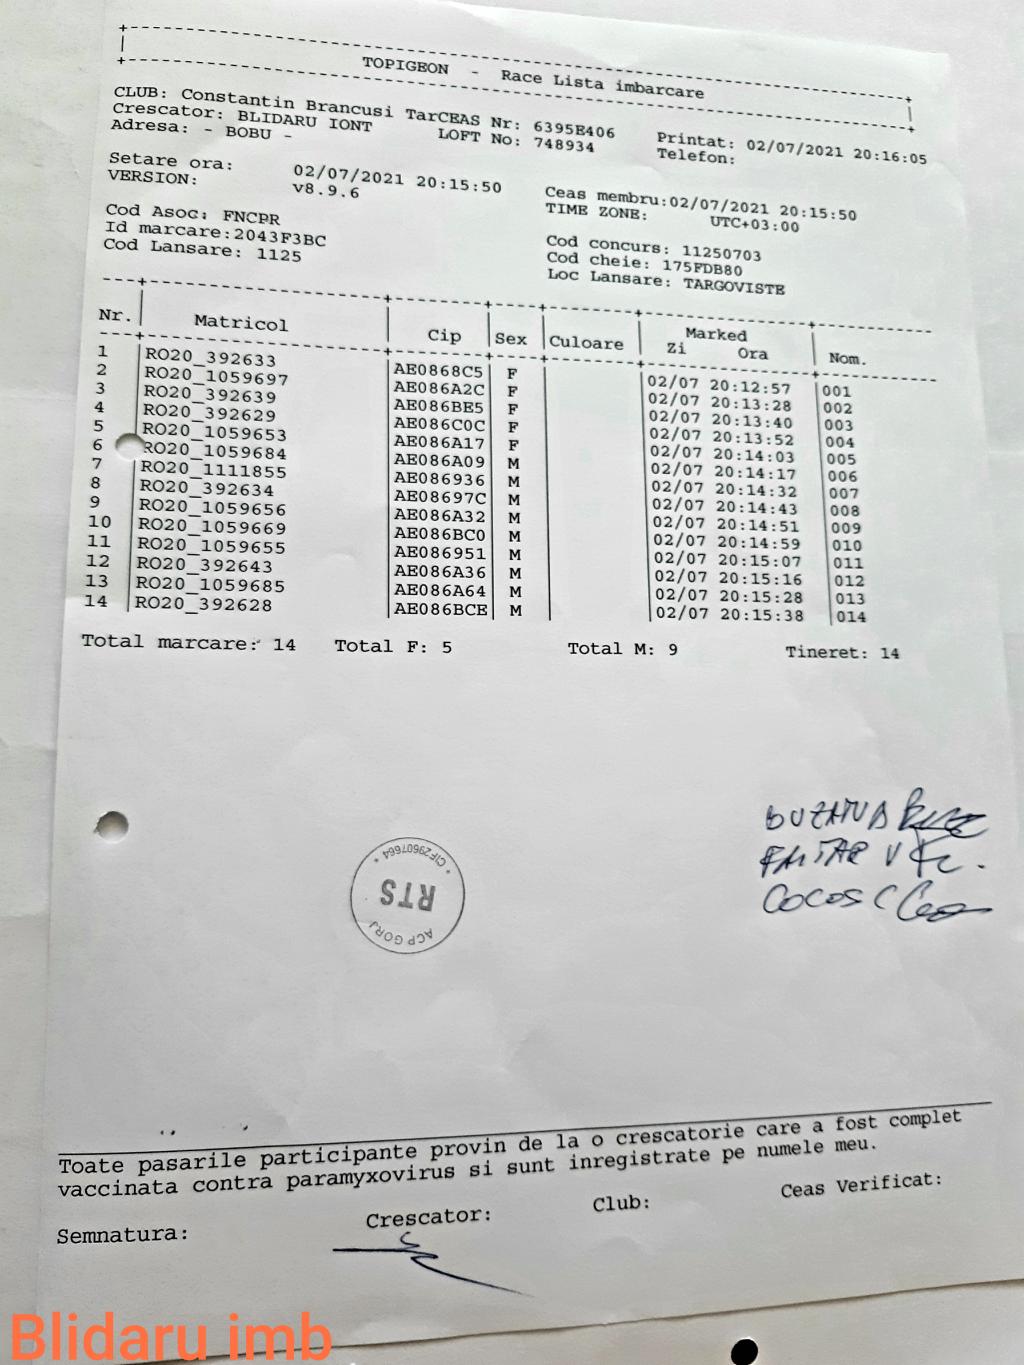 TOPIGEON - Race Lista imbarcare
CLUB: Constantin Brancusi TarCEAS Nr: 6395E406
Crescator: BLIDARU IONT LOFT No: 748934 Printat: 02/07/2021 20:16:05
Adresa: - BOBU - Telefon:
Setare ora: 02/07/2021 20:15:50 Ceas membru:02/07/2021 20:15:50
VERSION: v8.9.6 TIME ZONE: UTC+03:00
Cod Asoc: FNCPR Cod concurs: 11250703
Id marcare:2043F3BC Cod cheie: 175FDB80
Cod Lansare: 1125 Loc Lansare: TARGOVISTE
Nr. Matricol Cip Sex Culoare Marked Nom.
Zi Ora
1 RO20_392633 AE0868C5 F 02/07 20:12:57 001
2 RO20_1059697 AE086A2C F 02/07 20:13:28 002
3 RO20_392639 AE086BE5 F 02/07 20:13:40 003
4 RO20_392629 AE086C0C F 02/07 20:13:52 004
5 RO20_1059653 AE086A17 F 02/07 20:14:03 005
6 RO20_1059684 AE086A09 M 02/07 20:14:17 006
7 RO20_1111855 AE086936 M 02/07 20:14:32 007
8 RO20_392634 AE08697C M 02/07 20:14:43 008
9 RO20_1059656 AE086A32 M 02/07 20:14:51 009
10 RO20_1059669 AE086BC0 M 02/07 20:14:59 010
11 RO20_1059655 AE086951 M 02/07 20:15:07 011
12 RO20_392643 AE086A36 M 02/07 20:15:16 012
13 RO20_1059685 AE086A64 M 02/07 20:15:28 013
14 RO20_392628 AE086BCE M 02/07 20:15:38 014
Total marcare: 14 Total F: 5 Total M: 9 Tineret: 14
COCOS C
ACP GORJ
RTS
* CIF29607664 *
Toate pasarile participante provin de la o crescatorie care a fost complet
vaccinata contra paramyxovirus si sunt inregistrate pe numele meu.
Semnatura: Crescator: Club: Ceas Verificat:
Blidaru imb